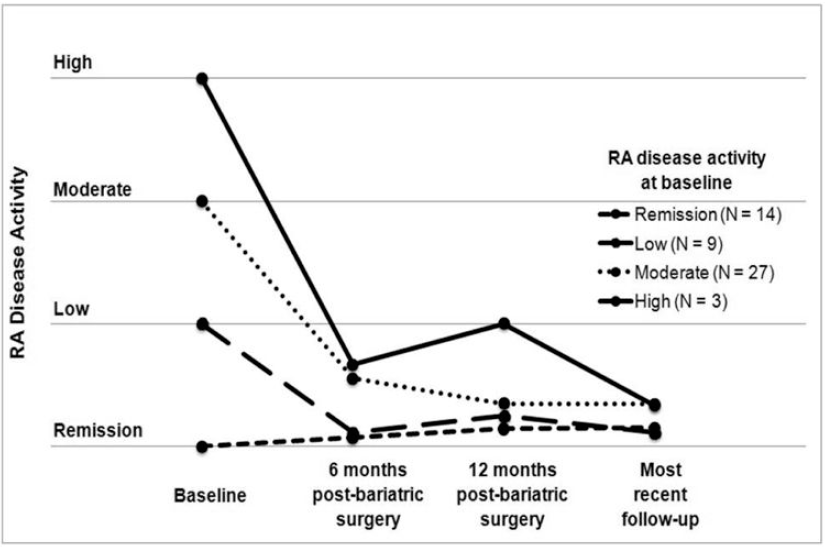 High
Moderate
Low
Remission
RA Disease Activity
RA disease activity
at baseline
Remission (N = 14)
Low (N = 9)
Moderate (N = 27)
High (N = 3)
Baseline
6 months
post-bariatric
surgery
12 months
post-bariatric
surgery
Most
recent
follow-up